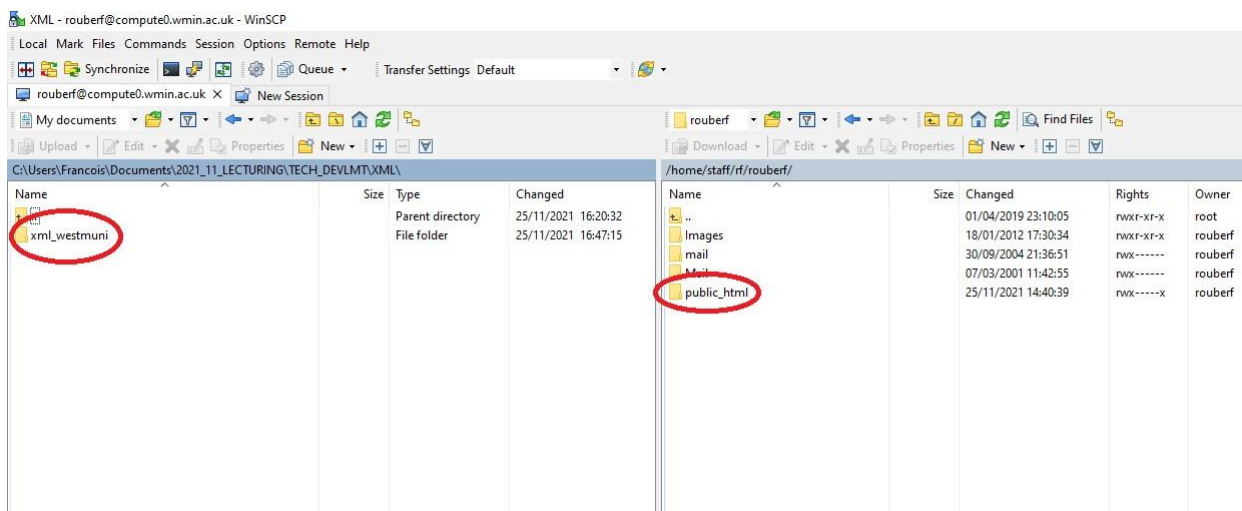 XML - rouberf@compute0.wmin.ac.uk - WinSCP
Local Mark Files Commands Session Options Remote Help
Synchronize Queue Transfer Settings Default
rouberf@compute0.wmin.ac.uk X New Session
My documents
rouberf Find Files
Upload Edit Properties New
Download Edit Properties New
C:\Users\Francois\Documents\2021_11_LECTURING\TECH_DEVLMT\XML\
/home/staff/rf/rouberf/
Name Size Type Changed
.. Parent directory 25/11/2021 16:20:32
xml_westmuni File folder 25/11/2021 16:47:15
Name Size Changed Rights Owner
.. 01/04/2019 23:10:05 rwxr-xr-x root
Images 18/01/2012 17:30:34 rwxr-xr-x rouberf
mail 30/09/2004 21:36:51 rwx------ rouberf
Mail 07/03/2001 11:42:55 rwx------ rouberf
public_html 25/11/2021 14:40:39 rwx-----x rouberf